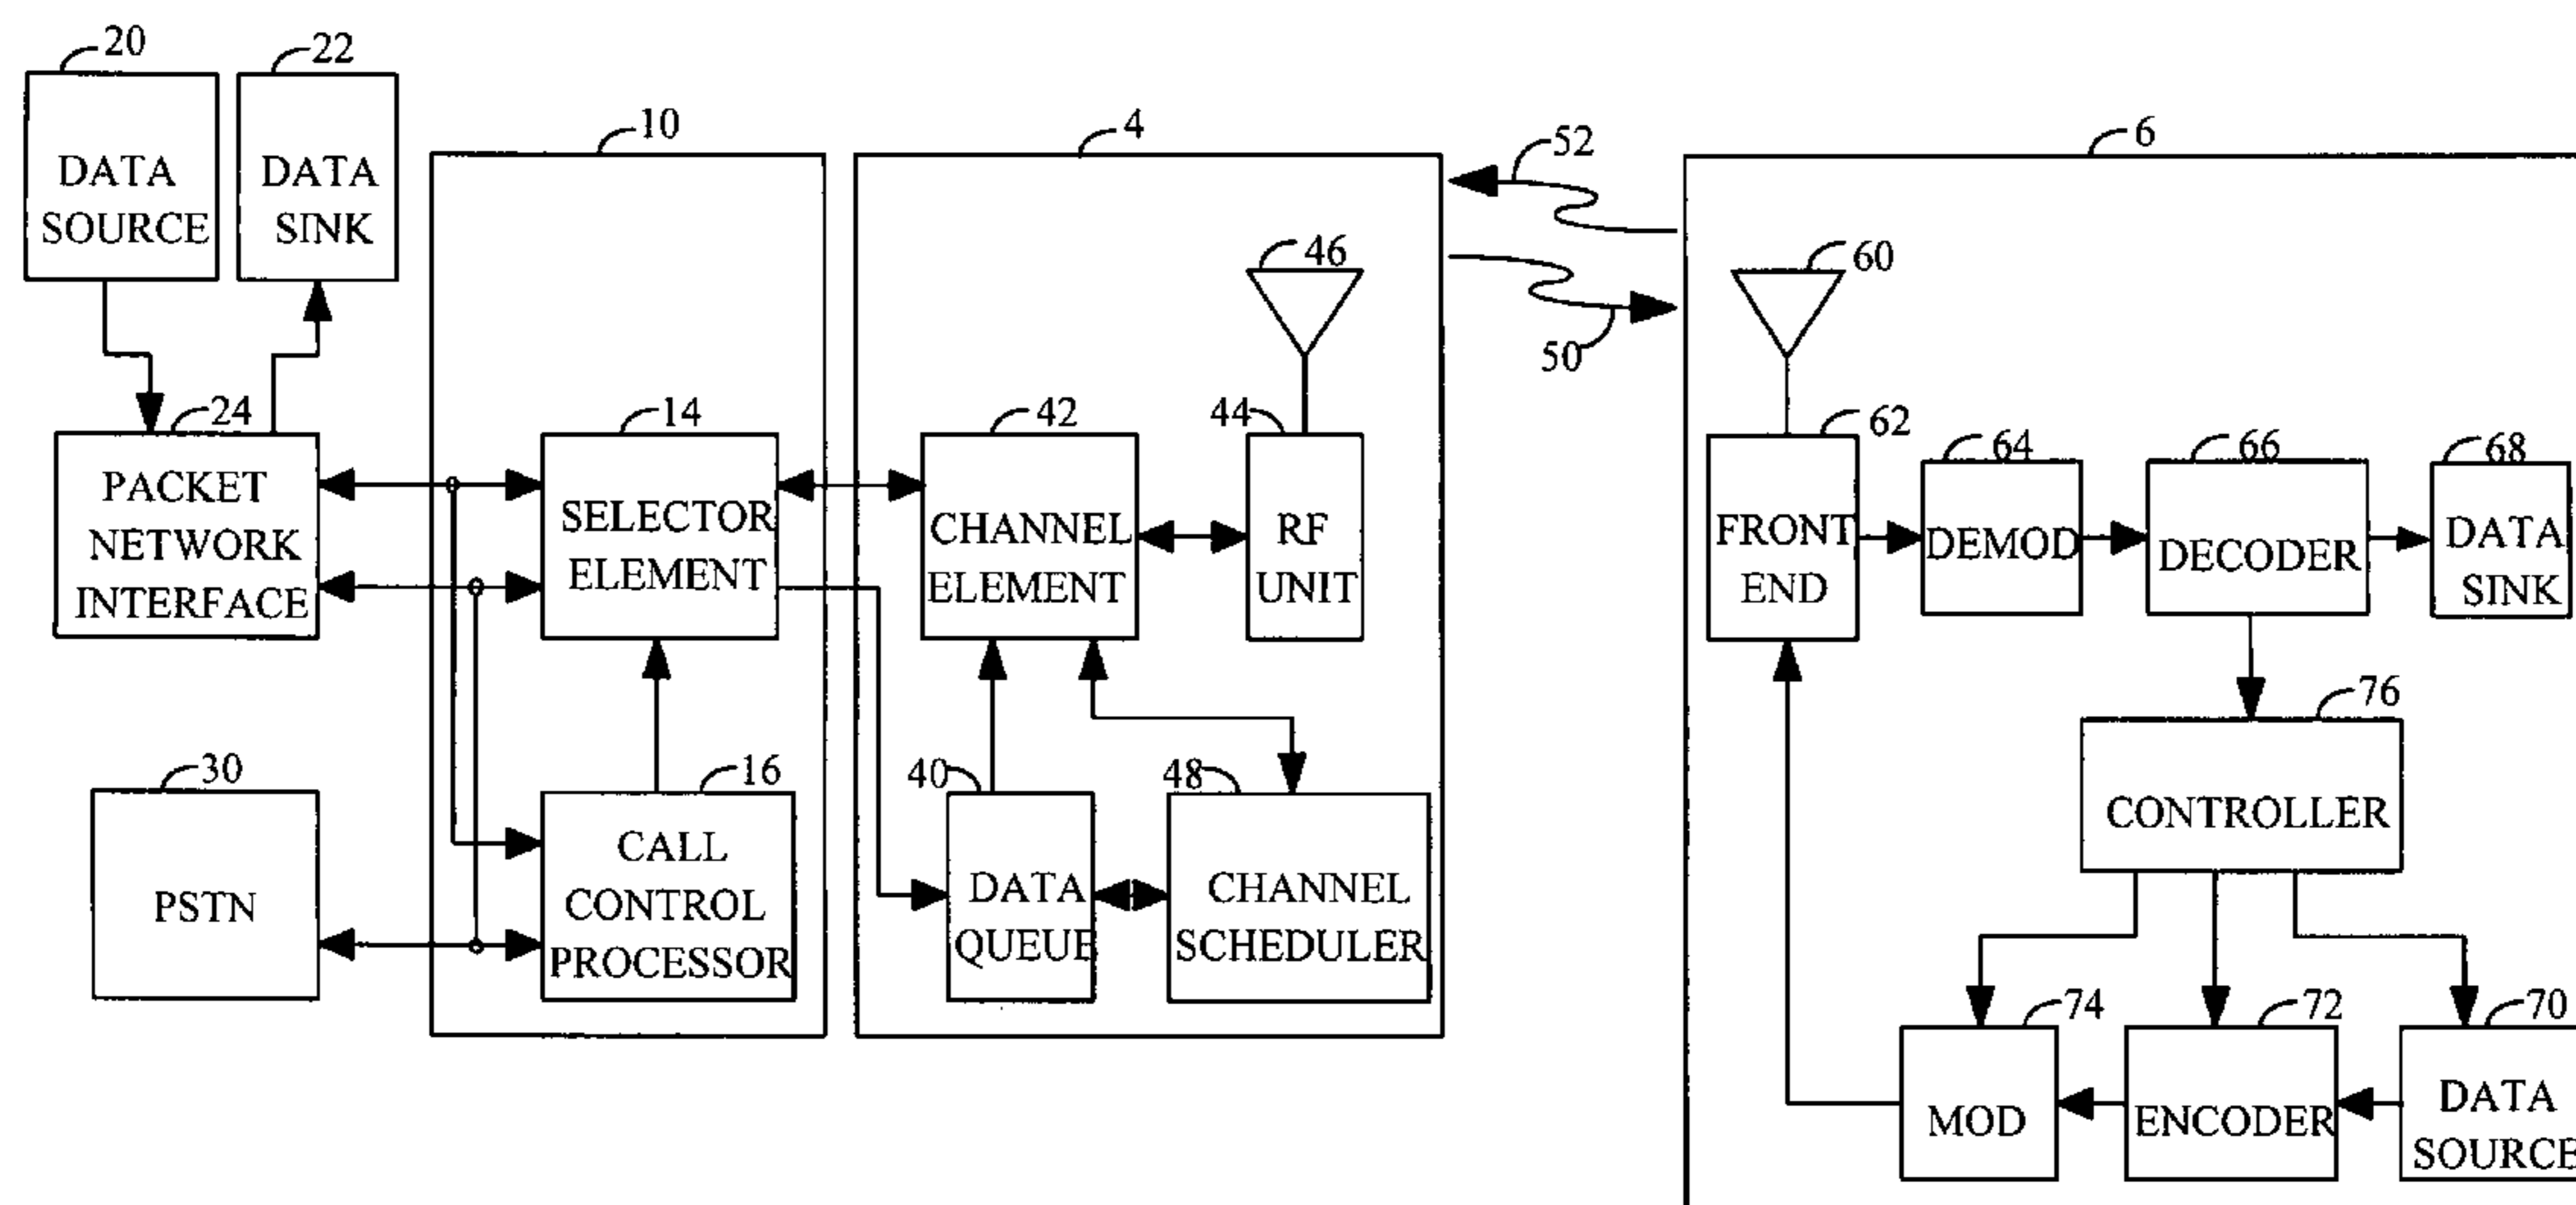 20
22
10
4
52
6
DATA
SOURCE
DATA
SINK
46
60
50
24
14
42
44
62
64
66
68
PACKET
NETWORK
INTERFACE
SELECTOR
ELEMENT
CHANNEL
ELEMENT
RF
UNIT
FRONT
END
DEMOD
DECODER
DATA
SINK
76
30
16
40
48
PSTN
CALL
CONTROL
PROCESSOR
DATA
QUEUE
CHANNEL
SCHEDULER
CONTROLLER
74
72
70
MOD
ENCODER
DATA
SOURCE